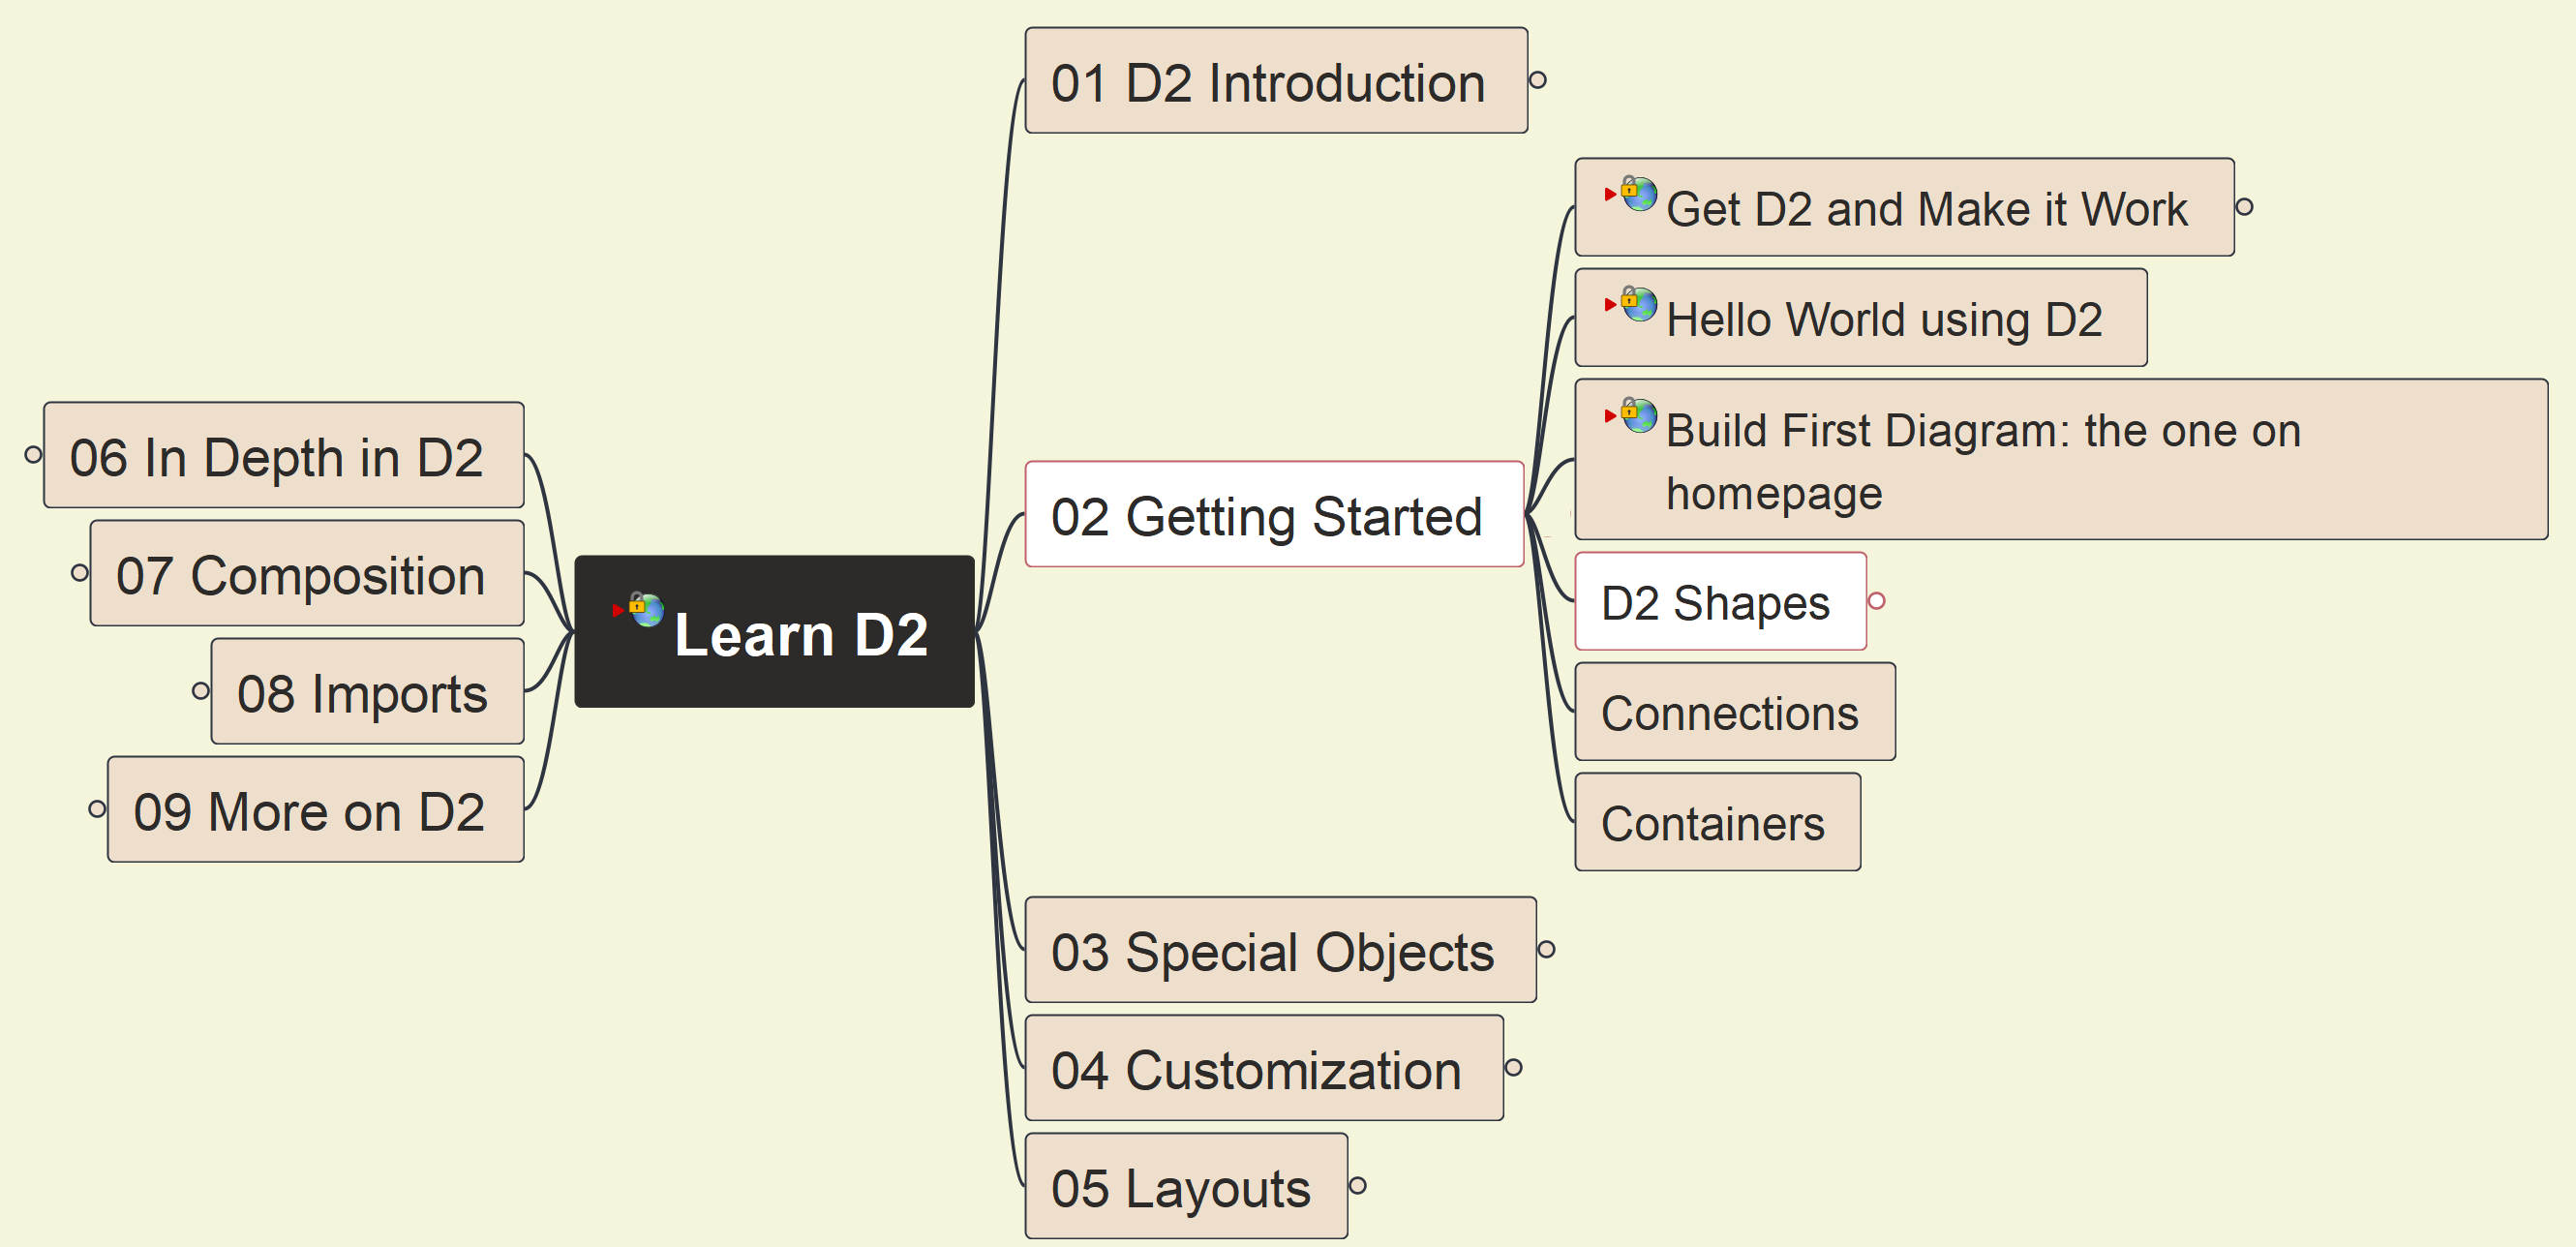 01 D2 Introduction
Get D2 and Make it Work
Hello World using D2
Build First Diagram: the one on
homepage
02 Getting Started
D2 Shapes
Connections
Containers
03 Special Objects
04 Customization
05 Layouts
Learn D2
06 In Depth in D2
07 Composition
08 Imports
09 More on D2